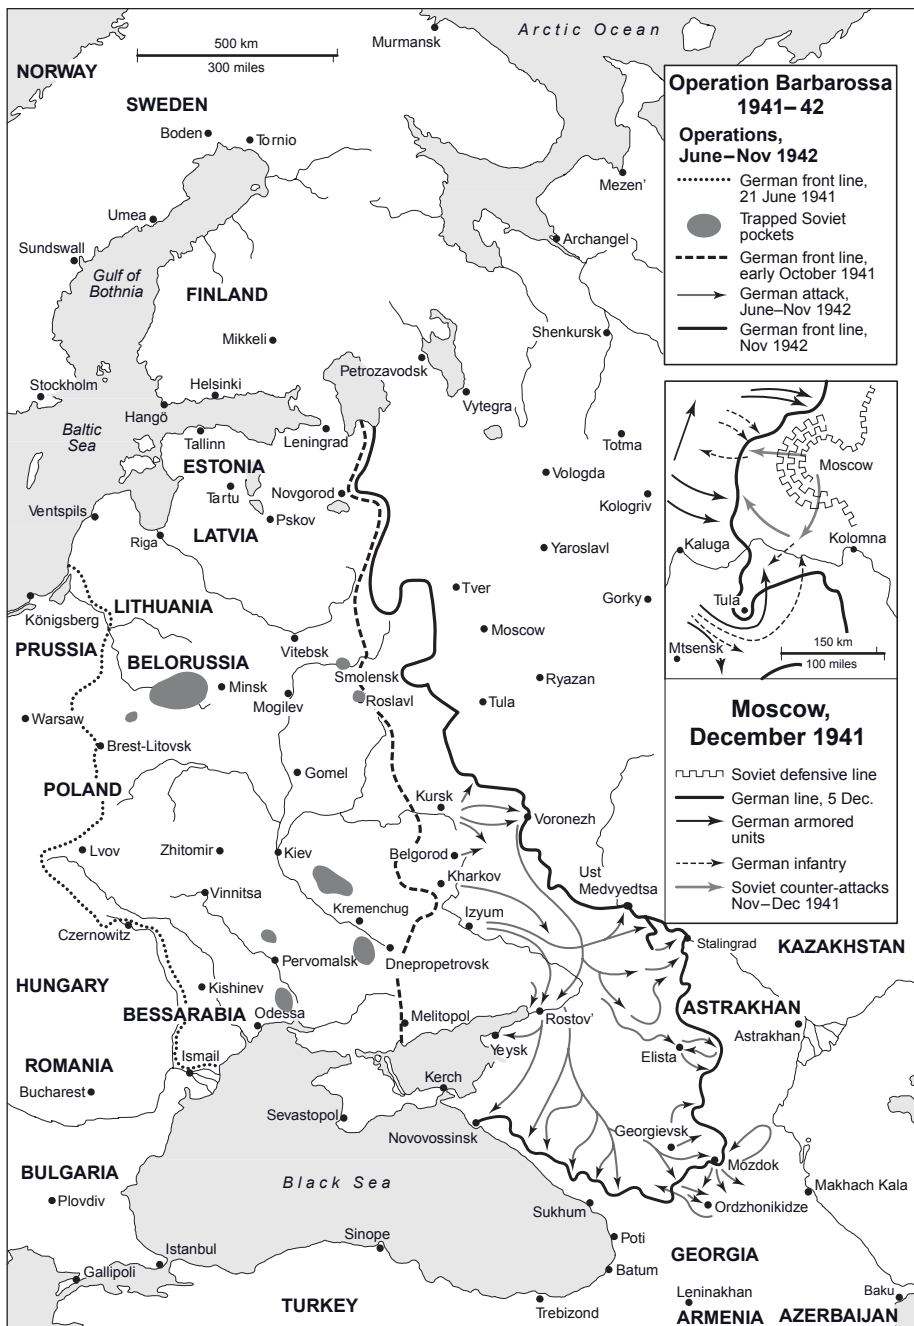 Arctic Ocean
Murmansk
500 km
300 miles
NORWAY
SWEDEN
Boden
Tornio
Mezen'
Umea
Archangel
Sundswall
Gulf of
Bothnia
FINLAND
Shenkursk
Mikkeli
Petrozavodsk
Stockholm
Helsinki
Vytegra
Hangö
Baltic
Sea
Tallinn
Leningrad
Totma
ESTONIA
Vologda
Tartu
Novgorod
Kologriv
Ventspils
Pskov
LATVIA
Riga
Yaroslavl
Tver
Gorky
Königsberg
LITHUANIA
Moscow
PRUSSIA
Vitebsk
BELORUSSIA
Smolensk
Minsk
Ryazan
Mogilev
Roslavl
Tula
Warsaw
Brest-Litovsk
Gomel
POLAND
Kursk
Voronezh
Lvov
Zhitomir
Kiev
Belgorod
Ust
Medvyedtsa
Kharkov
Vinnitsa
Kremenchug
Izyum
Czernowitz
Stalingrad
KAZAKHSTAN
Pervomalsk
Dnepropetrovsk
HUNGARY
Kishinev
BESSARABIA
Odessa
Melitopol
Rostov'
ASTRAKHAN
Astrakhan
Yeysk
Elista
ROMANIA
Ismail
Bucharest
Kerch
Sevastopol
Novovossinsk
Georgievsk
Mozdok
BULGARIA
Black Sea
Makhach Kala
Plovdiv
Ordzhonikidze
Sukhum
Sinope
Poti
Istanbul
GEORGIA
Gallipoli
Batum
Leninakhan
Baku
TURKEY
Trebizond
ARMENIA
AZERBAIJAN
Operation Barbarossa
1941–42
Operations,
June–Nov 1942
German front line,
21 June 1941
Trapped Soviet
pockets
German front line,
early October 1941
German attack,
June–Nov 1942
German front line,
Nov 1942
Moscow
Kaluga
Kolomna
Tula
Mtsensk
150 km
100 miles
Moscow,
December 1941
Soviet defensive line
German line, 5 Dec.
German armored
units
German infantry
Soviet counter-attacks
Nov–Dec 1941